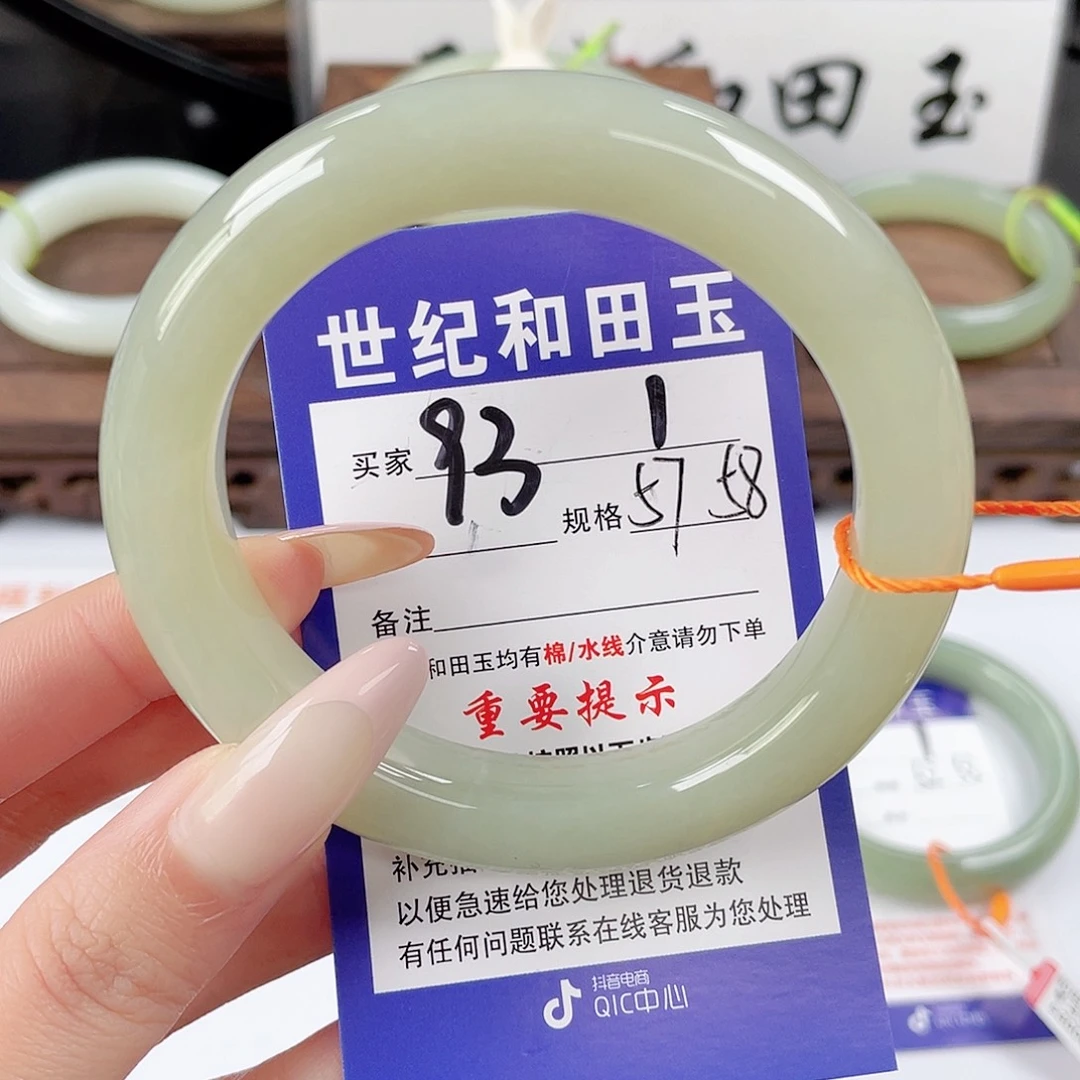 和田玉
世纪和田玉
买家 93 1
规格 57 58
备注
和田玉均有棉/水线介意请勿下单
重要提示
以便急速给您处理退货退款
有任何问题联系在线客服为您处理
抖音电商
QIC中心